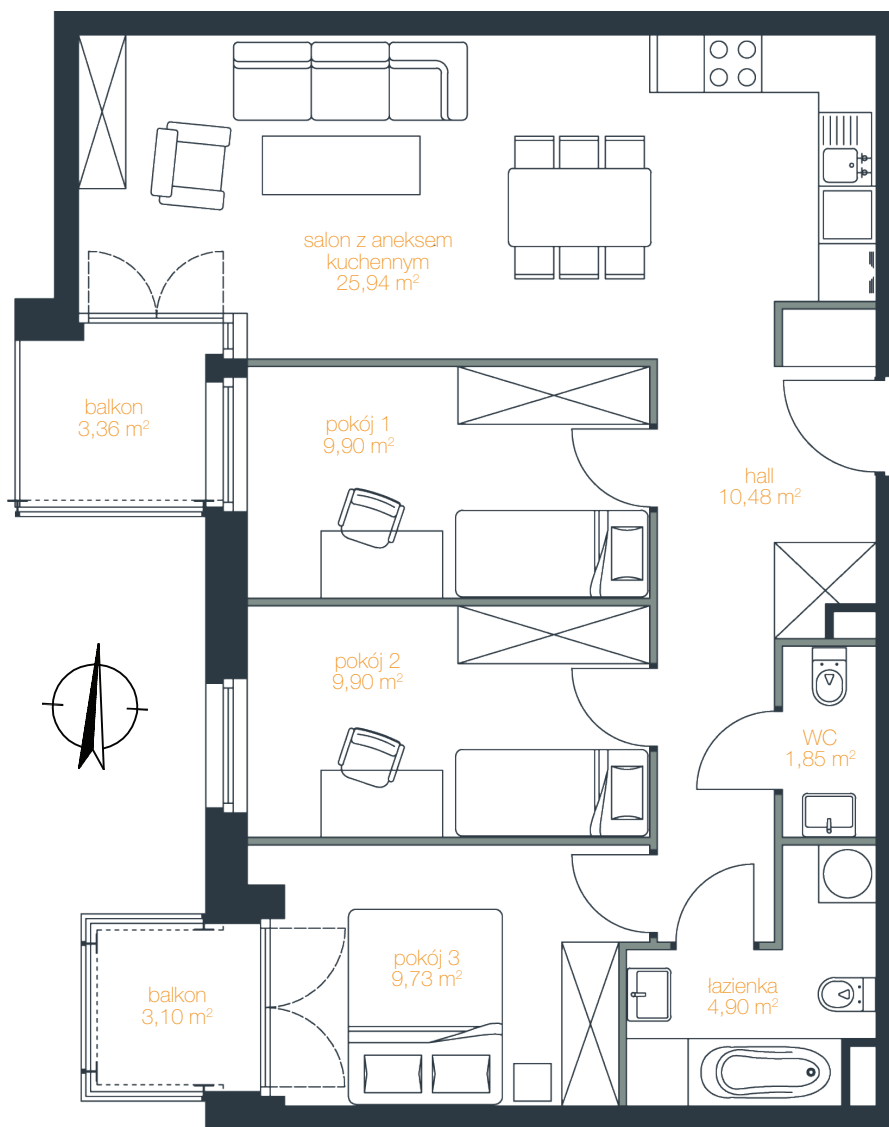 salon z aneksem
kuchennym
25,94 m²
balkon
3,36 m²
pokój 1
9,90 m²
hall
10,48 m²
pokój 2
9,90 m²
WC
1,85 m²
pokój 3
9,73 m²
łazienka
4,90 m²
balkon
3,10 m²